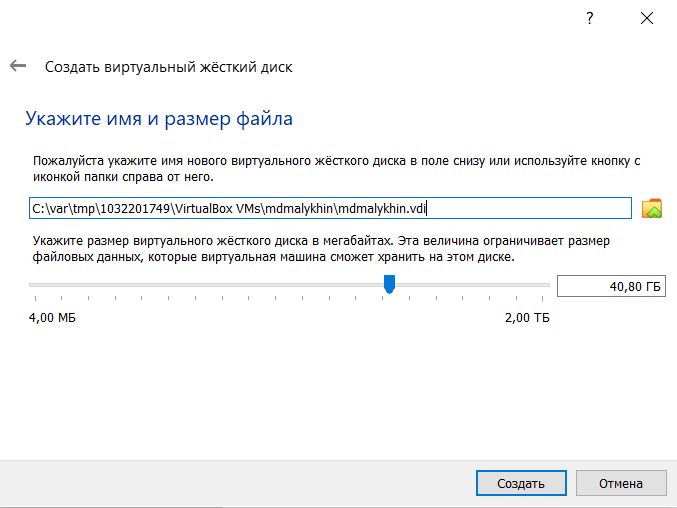 ?
Создать виртуальный жёсткий диск
Укажите имя и размер файла
Пожалуйста укажите имя нового виртуального жёсткого диска в поле снизу или используйте кнопку с
иконкой папки справа от него.
C:\var\tmp\1032201749\VirtualBox VMs\mdmalykhin\mdmalykhin.vdi
Укажите размер виртуального жёсткого диска в мегабайтах. Эта величина ограничивает размер
файловых данных, которые виртуальная машина сможет хранить на этом диске.
40,80 ГБ
4,00 МБ 2,00 ТБ
Создать Отмена